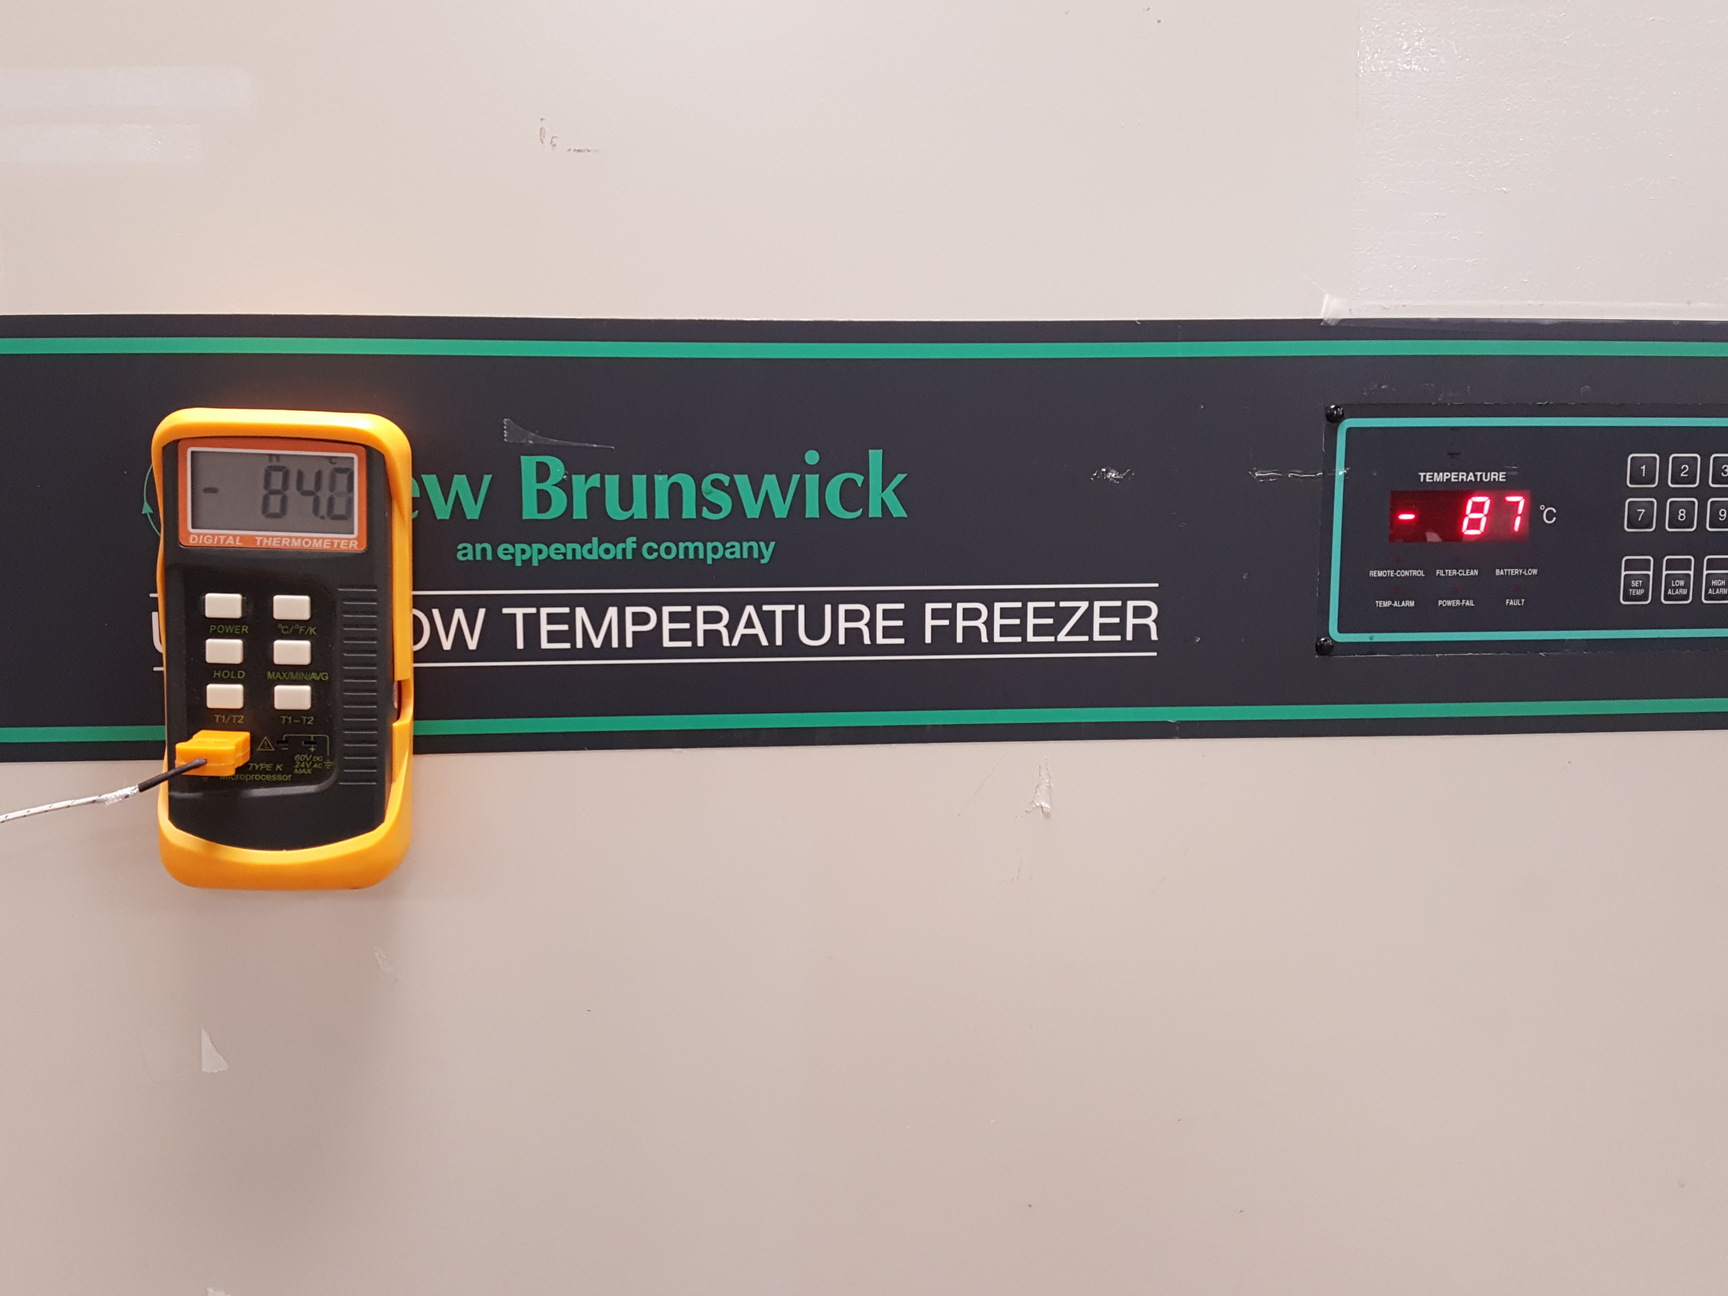 - 84.0
DIGITAL THERMOMETER
POWER °C/°F/K
HOLD MAX/MIN/AVG
T1/T2 T1-T2
TYPE K
Microprocessor
60V DC
24V AC
MAX
ew Brunswick
an eppendorf company
OW TEMPERATURE FREEZER
TEMPERATURE
- 87 °C
REMOTE-CONTROL FILTER-CLEAN BATTERY-LOW
TEMP-ALARM POWER-FAIL FAULT
1 2 3
7 8 9
SET TEMP
LOW ALARM
HIGH ALARM